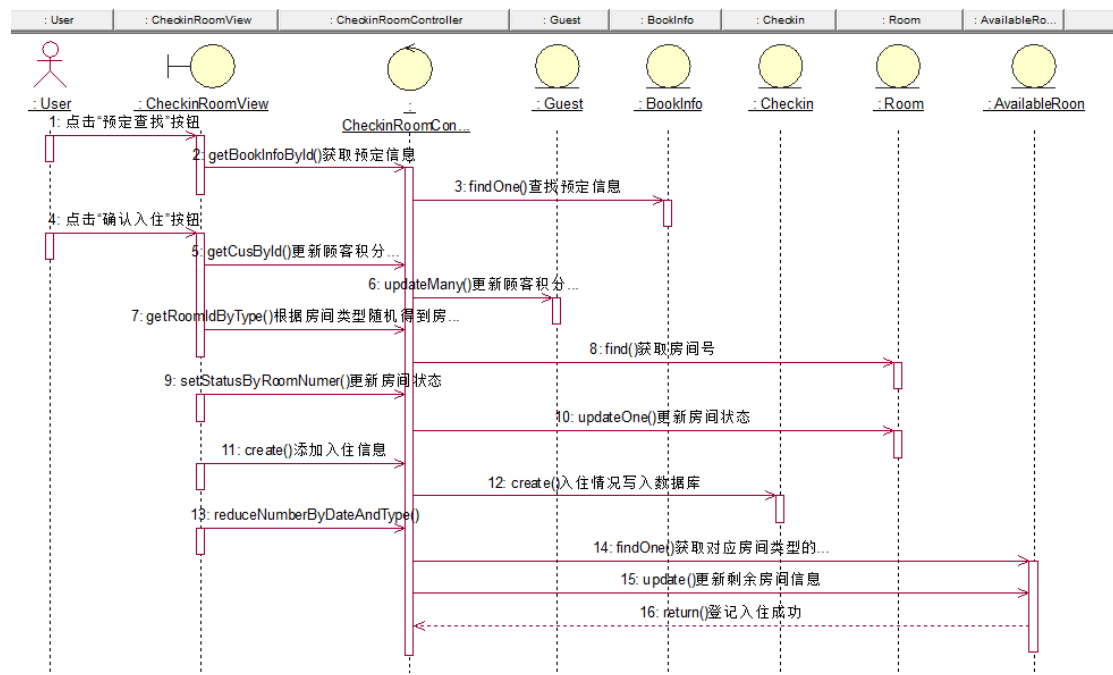 : User
: CheckinRoomView
: CheckinRoomController
: Guest
: BookInfo
: Checkin
: Room
: AvailableRo...
: User
: CheckinRoomView
:
CheckinRoomCon...
: Guest
: BookInfo
: Checkin
: Room
: AvailableRoon
1: 点击“预定查找”按钮
2: getBookInfoById()获取预定信息
3: findOne()查找预定信息
4: 点击“确认入住”按钮
5: getCusById()更新顾客积分...
6: updateMany()更新顾客积分...
7: getRoomIdByType()根据房间类型随机得到房...
8: find()获取房间号
9: setStatusByRoomNumer()更新房间状态
10: updateOne()更新房间状态
11: create()添加入住信息
12: create()入住情况写入数据库
13: reduceNumberByDateAndType()
14: findOne()获取对应房间类型的...
15: update()更新剩余房间信息
16: return()登记入住成功